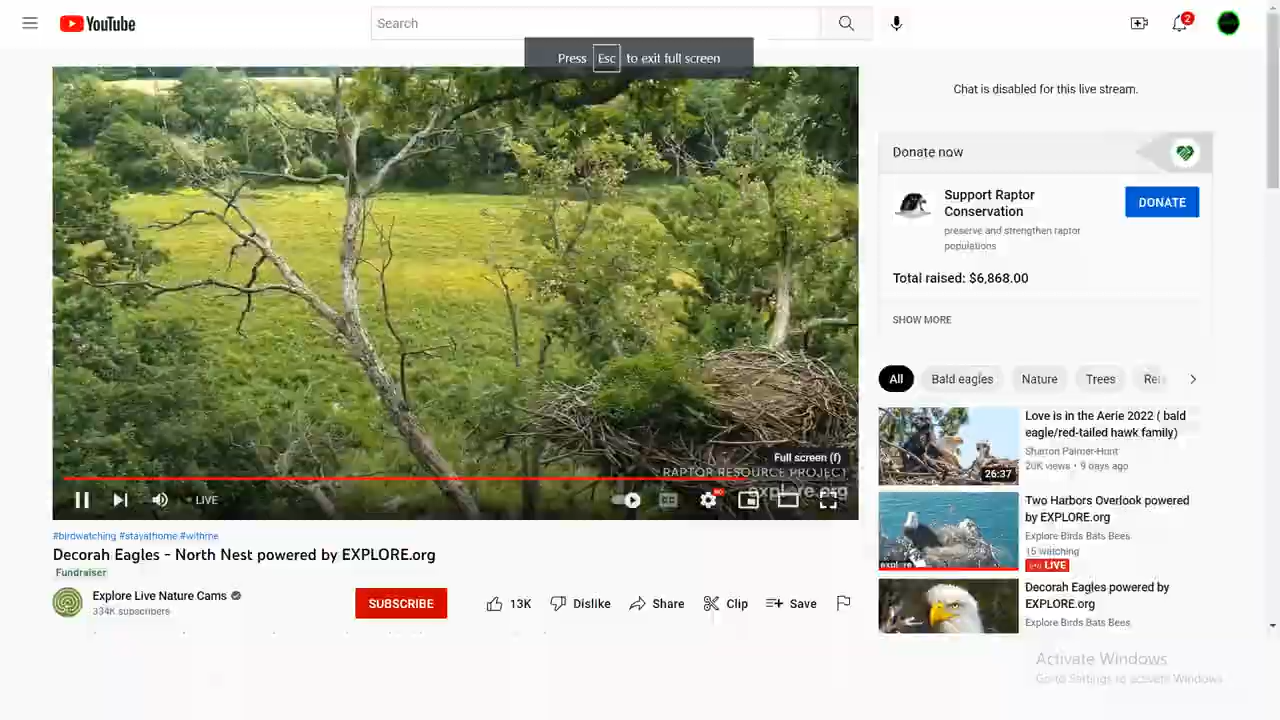 YouTube
Search
2
Press Esc to exit full screen
Chat is disabled for this live stream.
Donate now
Support Raptor
Conservation
DONATE
preserve and strengthen raptor
populations
Total raised: $6,868.00
SHOW MORE
All
Bald eagles
Nature
Trees
Love is in the Aerie 2022 ( bald
eagle/red-tailed hawk family)
Sharron Palmer-Hunt
20K views • 9 days ago
26:37
Two Harbors Overlook powered
by EXPLORE.org
Explore Birds Bats Bees
15 watching
LIVE
explore
Decorah Eagles powered by
EXPLORE.org
Explore Birds Bats Bees
Full screen (f)
RAPTOR RESOURCE PROJECT
explore.org
LIVE
#birdwatching #stayathome #withme
Decorah Eagles - North Nest powered by EXPLORE.org
Fundraiser
Explore Live Nature Cams
334K subscribers
SUBSCRIBE
13K
Dislike
Share
Clip
Save
Activate Windows
Go to Settings to activate Windows.